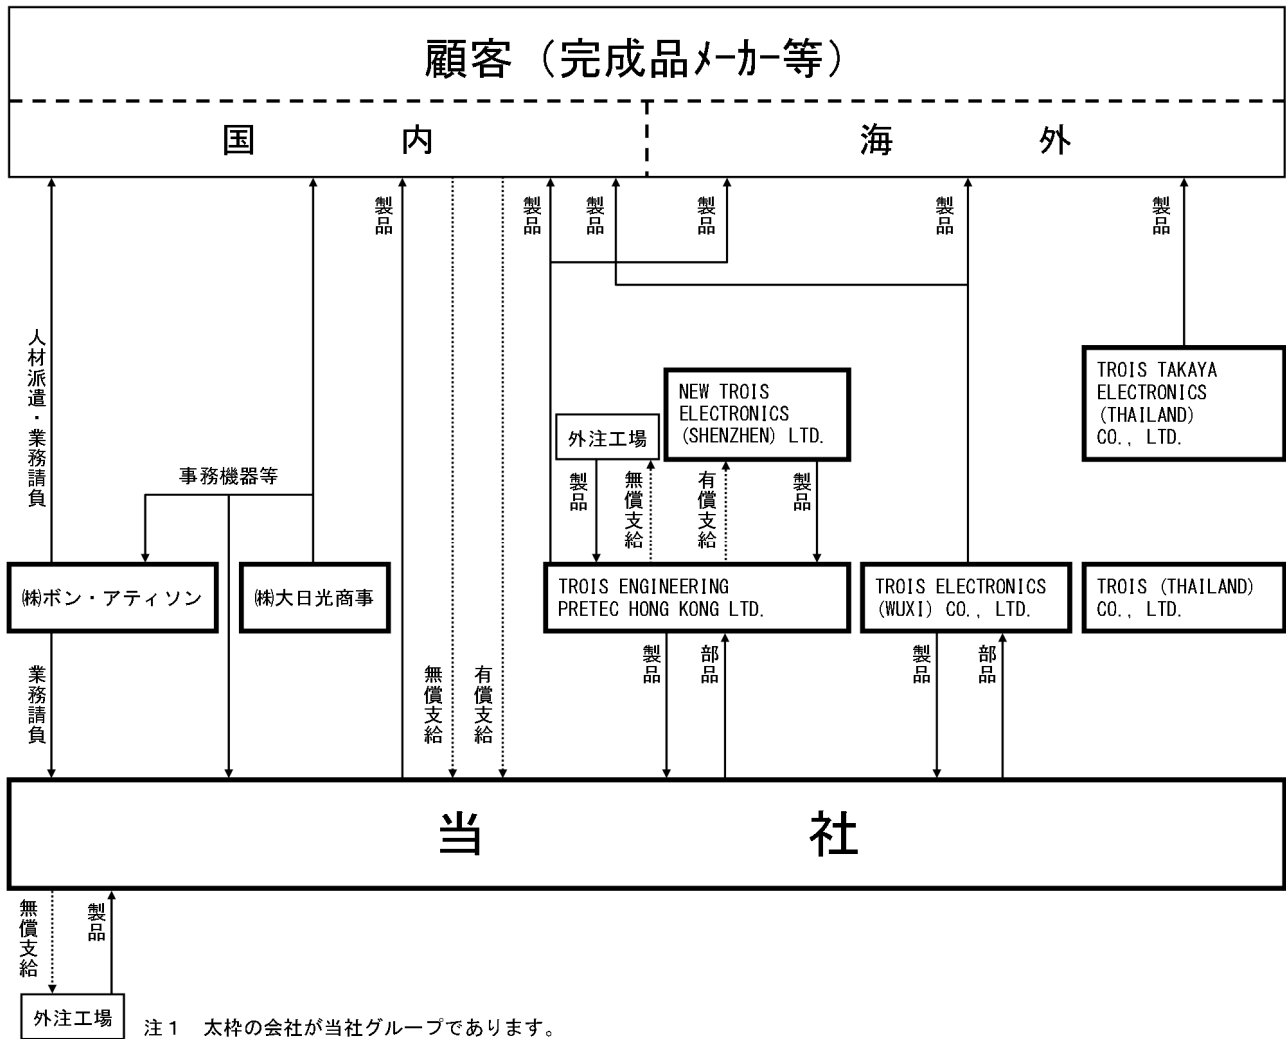 顧客（完成品メーカー等）
国　内
海　外
製品
製品
製品
製品
製品
製品
人材派遣・業務請負
TROIS TAKAYA
ELECTRONICS
(THAILAND)
CO., LTD.
NEW TROIS
ELECTRONICS
(SHENZHEN) LTD.
外注工場
事務機器等
製品
無償支給
有償支給
製品
㈱ボン・アティソン
㈱大日光商事
TROIS ENGINEERING
PRETEC HONG KONG LTD.
TROIS ELECTRONICS
(WUXI) CO., LTD.
TROIS (THAILAND)
CO., LTD.
業務請負
無償支給
有償支給
製品
部品
製品
部品
当　社
無償支給
製品
外注工場
注１　太枠の会社が当社グループであります。